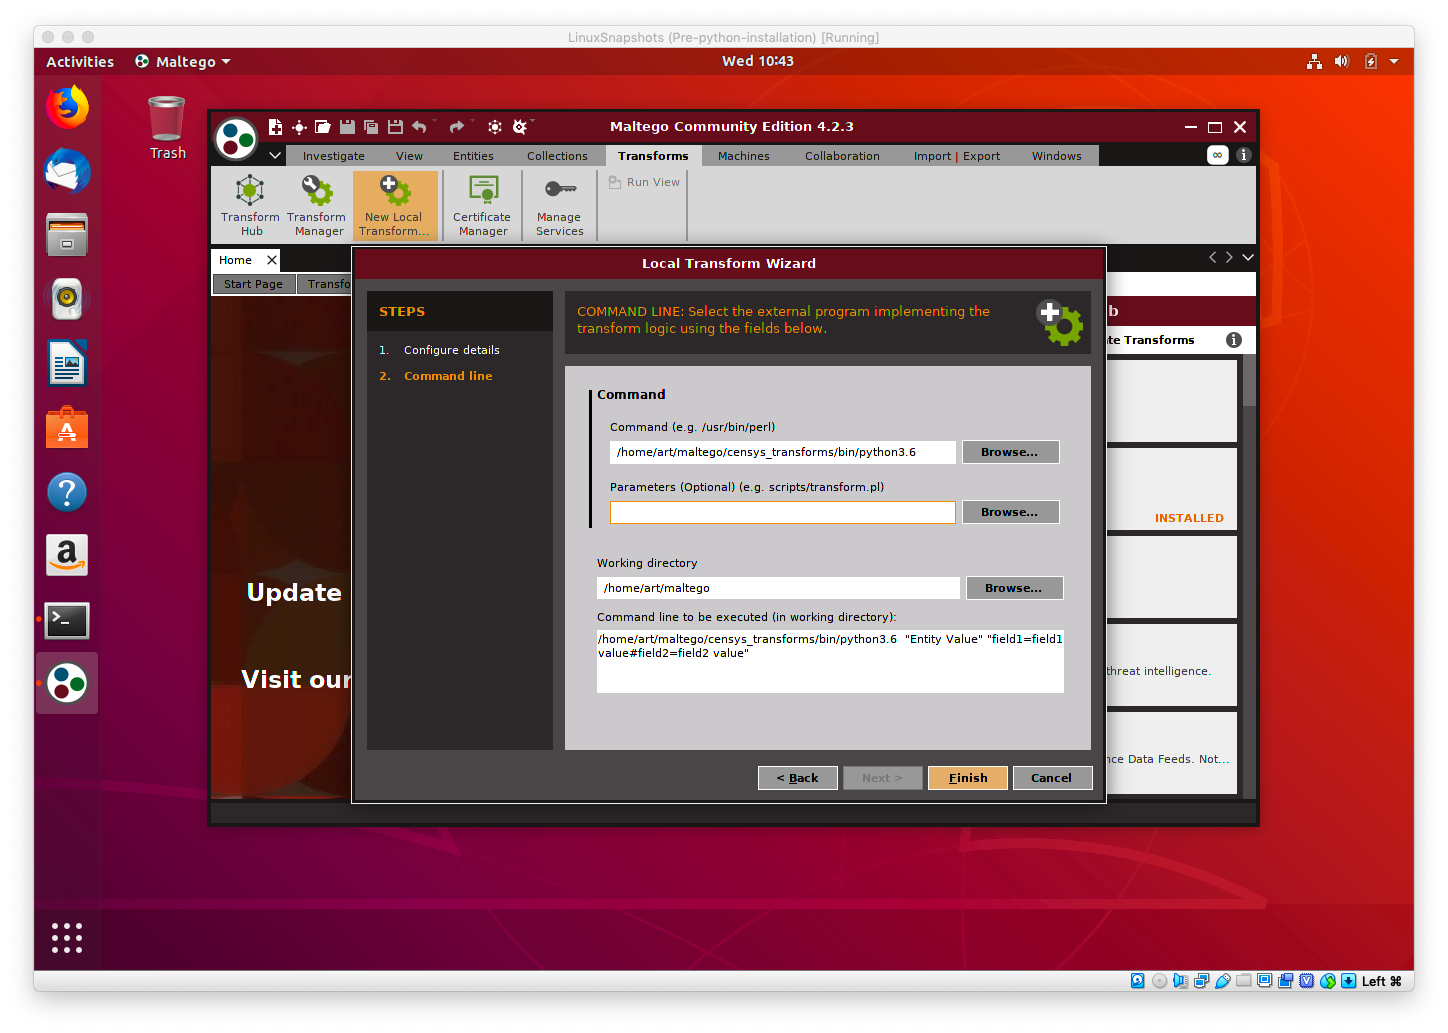 LinuxSnapshots (Pre-python-installation) [Running]
Activities
Maltego
Wed 10:43
Trash
Maltego Community Edition 4.2.3
Investigate
View
Entities
Collections
Transforms
Machines
Collaboration
Import | Export
Windows
Transform Hub
Transform Manager
New Local Transform...
Certificate Manager
Manage Services
Run View
Home
Start Page
Transfo
Local Transform Wizard
STEPS
1. Configure details
2. Command line
COMMAND LINE: Select the external program implementing the
transform logic using the fields below.
Command
Command (e.g. /usr/bin/perl)
/home/art/maltego/censys_transforms/bin/python3.6
Browse...
Parameters (Optional) (e.g. scripts/transform.pl)
Browse...
Working directory
/home/art/maltego
Browse...
Command line to be executed (in working directory):
/home/art/maltego/censys_transforms/bin/python3.6  "Entity Value" "field1=field1
value#field2=field2 value"
< Back
Next >
Finish
Cancel
Update
Visit our
b
te Transforms
INSTALLED
threat intelligence.
nce Data Feeds. Not...
Left ⌘